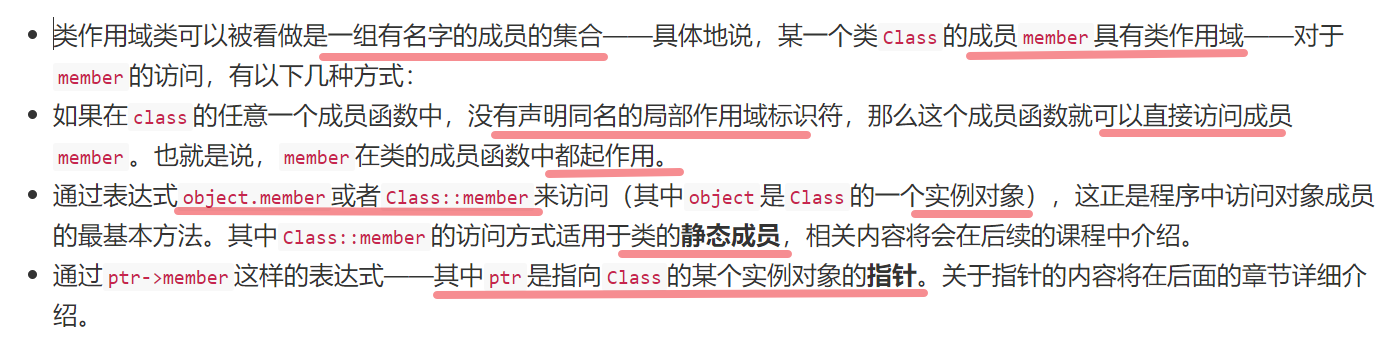 类作用域类可以被看做是一组有名字的成员的集合——具体地说，某一个类 Class 的成员 member 具有类作用域——对于
member 的访问，有以下几种方式：
如果在 class 的任意一个成员函数中，没有声明同名的局部作用域标识符，那么这个成员函数就可以直接访问成员
member 。也就是说， member 在类的成员函数中都起作用。
通过表达式 object.member 或者 Class::member 来访问（其中 object 是 Class 的一个实例对象），这正是程序中访问对象成员
的最基本方法。其中 Class::member 的访问方式适用于类的静态成员，相关内容将会在后续的课程中介绍。
通过 ptr->member 这样的表达式——其中 ptr 是指向 Class 的某个实例对象的指针。关于指针的内容将在后面的章节详细介
绍。